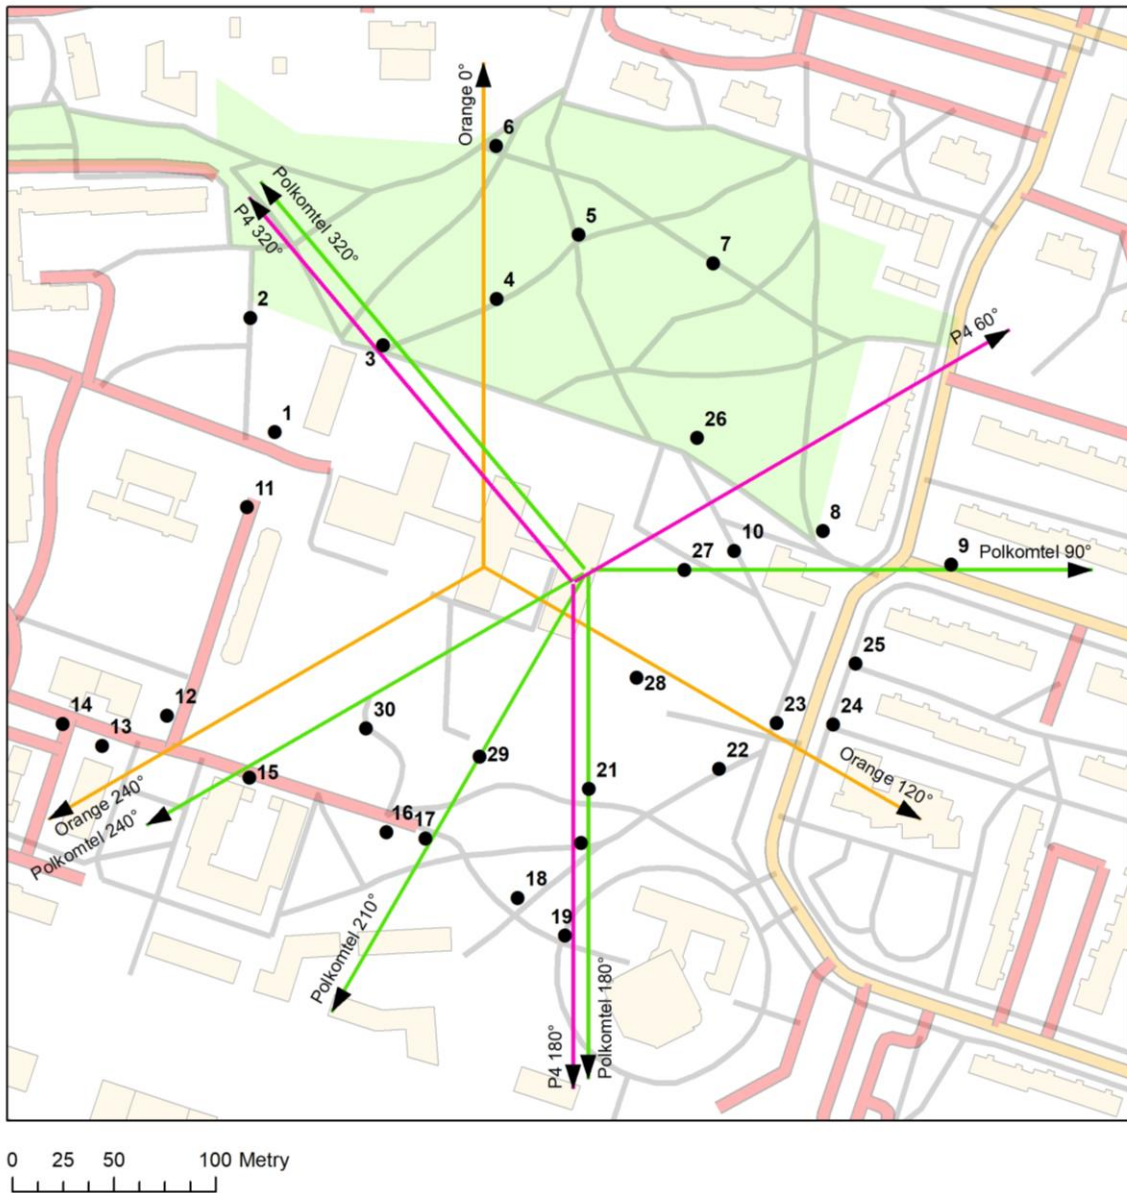 Orange 0°
6
Polkomtel 320°
P4 320°
5
7
4
2
3
P4 60°
1
26
11
8
10
27
9
Polkomtel 90°
25
28
12
14
13
30
23
24
29
22
15
21
Orange 120°
Orange 240°
Polkomtel 240°
16
17
18
19
Polkomtel 210°
P4 180°
Polkomtel 180°
0 25 50 100 Metry